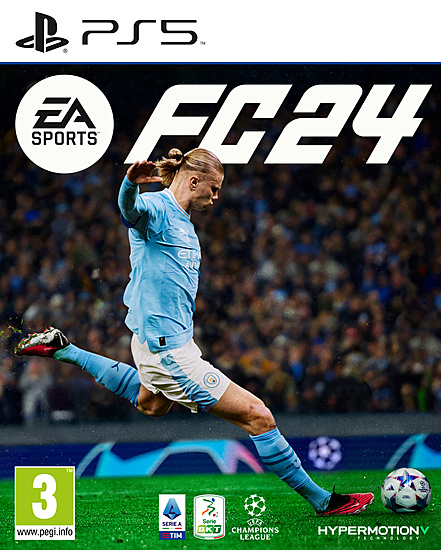 PS5
EA
SPORTS
FC24
3
www.pegi.info
SERIE A
TIM
Serie
BKT
CHAMPIONS
LEAGUE
HYPERMOTIONV
TECHNOLOGY